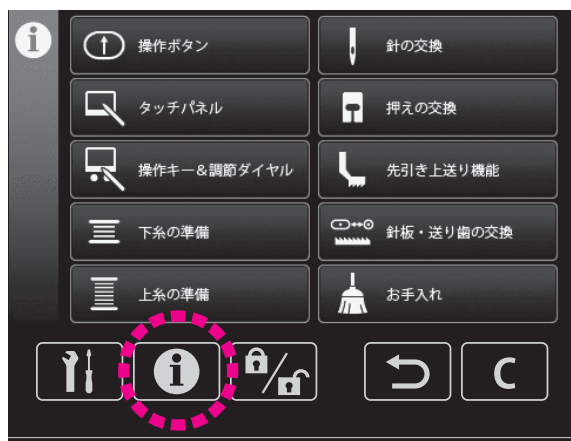 操作ボタン
針の交換
タッチパネル
押えの交換
操作キー&調節ダイヤル
先引き上送り機能
下糸の準備
針板・送り歯の交換
上糸の準備
お手入れ
C